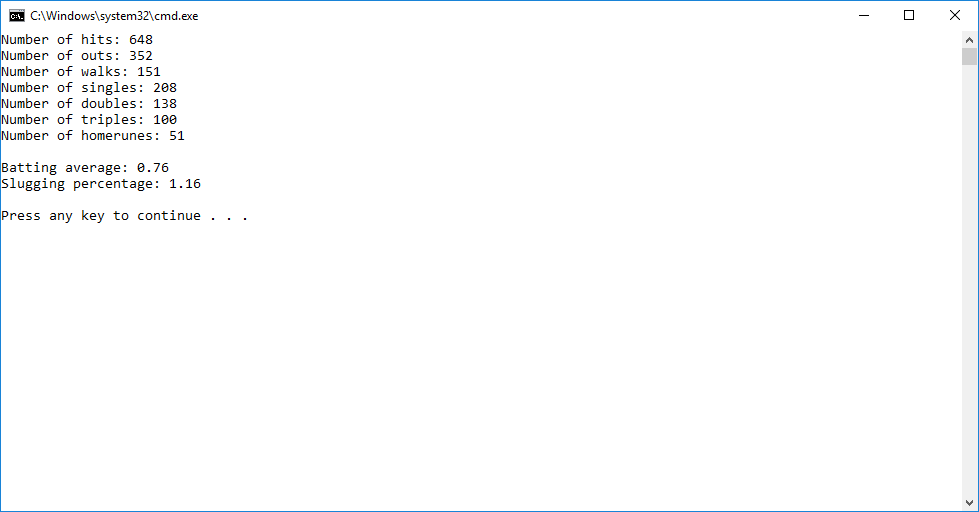 C:\Windows\system32\cmd.exe
Number of hits: 648
Number of outs: 352
Number of walks: 151
Number of singles: 208
Number of doubles: 138
Number of triples: 100
Number of homerunes: 51
Batting average: 0.76
Slugging percentage: 1.16
Press any key to continue . . .